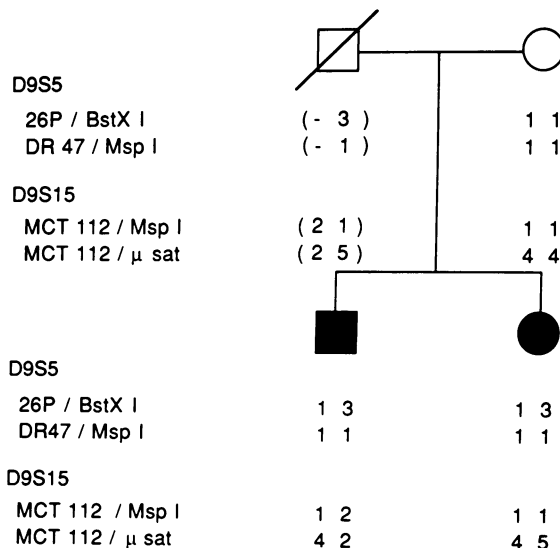 D9S5
26P / BstX I (- 3) 1 1
DR 47 / Msp I (- 1) 1 1
D9S15
MCT 112 / Msp I (2 1) 1 1
MCT 112 / μ sat (2 5) 4 4
D9S5
26P / BstX I 1 3 1 3
DR47 / Msp I 1 1 1 1
D9S15
MCT 112 / Msp I 1 2 1 1
MCT 112 / μ sat 4 2 4 5